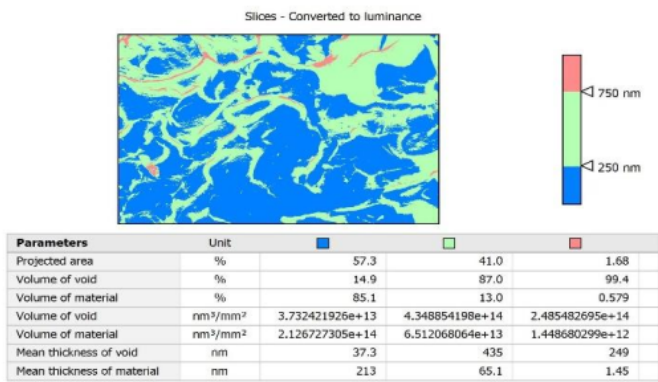 Slices - Converted to luminance
750 nm
250 nm
Parameters Unit
Projected area % 57.3 41.0 1.68
Volume of void % 14.9 87.0 99.4
Volume of material % 85.1 13.0 0.579
Volume of void nm³/mm² 3.732421926e+13 4.348854198e+14 2.485482695e+14
Volume of material nm³/mm² 2.126727305e+14 6.512068064e+13 1.448680299e+12
Mean thickness of void nm 37.3 435 249
Mean thickness of material nm 213 65.1 1.45